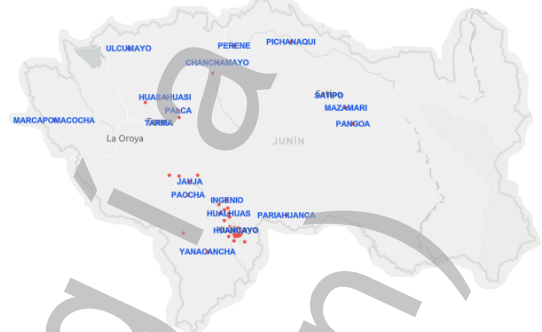 PICHANAQUI
ULCUMAYO
PERENE
CHANCHAMAYO
SATIPO
HUASAHUASI
MAZAMARI
PALCA
MARCAPOMACOCHA
TARMA
PANGOA
La Oroya
JUNÍN
JAUJA
PACCHA
INGENIO
HUALHUAS
PARIAHUANCA
HUANCAYO
YANACANCHA